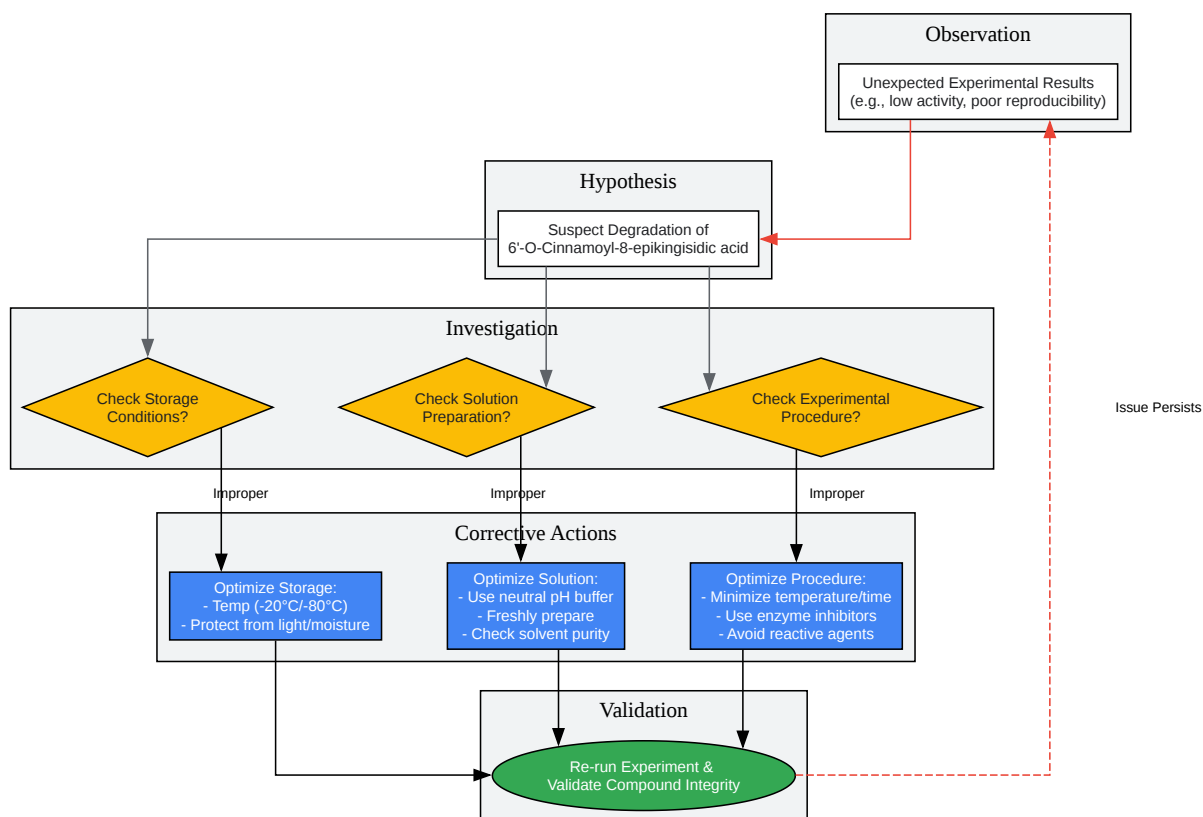 Observation
Unexpected Experimental Results
(e.g., low activity, poor reproducibility)
Hypothesis
Suspect Degradation of
6'-O-Cinnamoyl-8-epikingisidic acid
Investigation
Check Storage
Conditions?
Check Solution
Preparation?
Check Experimental
Procedure?
Issue Persists
Improper
Improper
Improper
Corrective Actions
Optimize Storage:
- Temp (-20°C/-80°C)
- Protect from light/moisture
Optimize Solution:
- Use neutral pH buffer
- Freshly prepare
- Check solvent purity
Optimize Procedure:
- Minimize temperature/time
- Use enzyme inhibitors
- Avoid reactive agents
Validation
Re-run Experiment &
Validate Compound Integrity